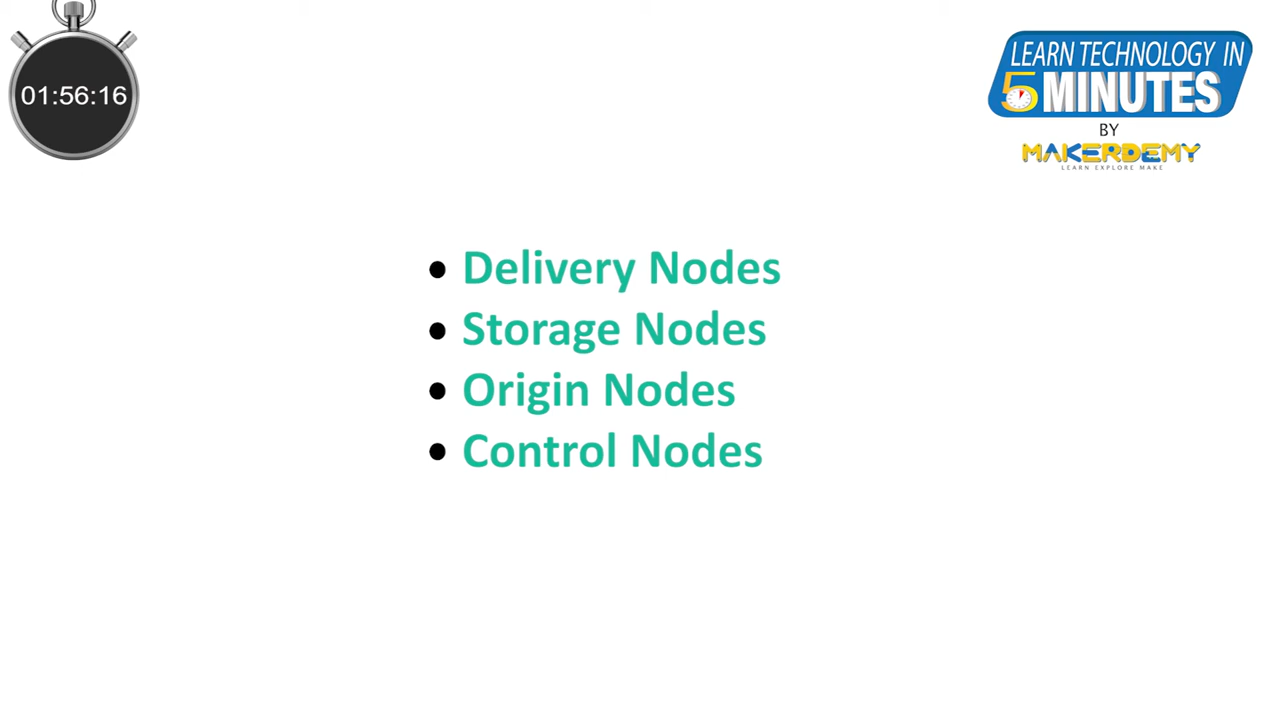 01:56:16
LEARN TECHNOLOGY IN
5 MINUTES
BY
MAKERDEMY
LEARN EXPLORE MAKE
• Delivery Nodes
• Storage Nodes
• Origin Nodes
• Control Nodes